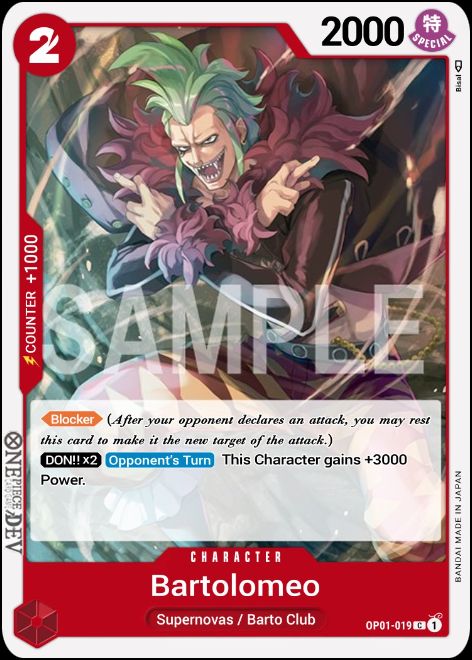 2
2000
特
SPECIAL
Bisai
COUNTER +1000
SAMPLE
Blocker (After your opponent declares an attack, you may rest
this card to make it the new target of the attack.)
DON!! x2 Opponent's Turn This Character gains +3000
Power.
ONE PIECE
CARD GAME
DEV
BANDAI MADE IN JAPAN
CHARACTER
Bartolomeo
Supernovas / Barto Club
OP01-019 C 1